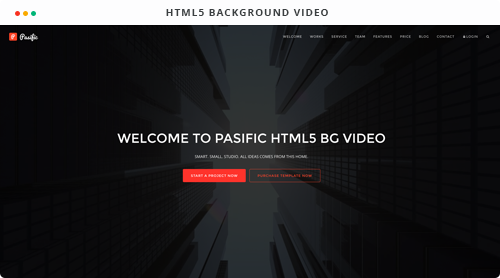 HTML5 BACKGROUND VIDEO
P Pasific
WELCOME WORKS SERVICE TEAM FEATURES PRICE BLOG CONTACT LOGIN
WELCOME TO PASIFIC HTML5 BG VIDEO
SMART. SMALL. STUDIO. ALL IDEAS COMES FROM THIS HOME.
START A PROJECT NOW PURCHASE TEMPLATE NOW